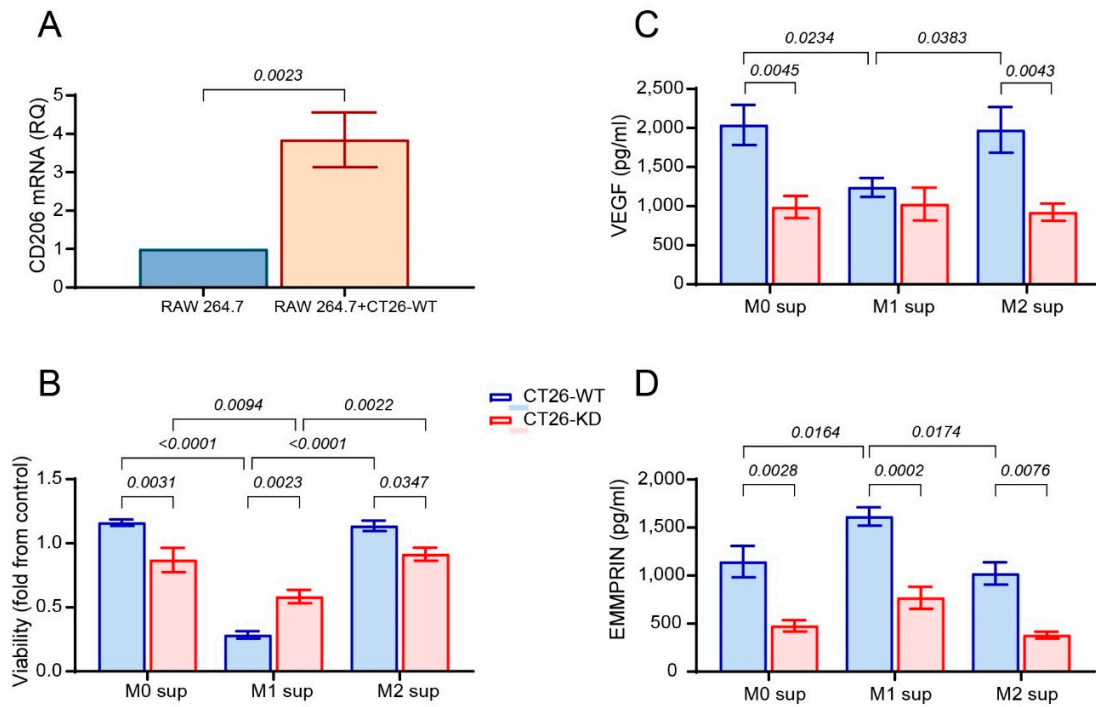 A
0.0023
CD206 mRNA (RQ)
5
4
3
2
1
0
RAW 264.7
RAW 264.7+CT26-WT
C
0.0234
0.0383
0.0045
0.0043
VEGF (pg/ml)
2,500
2,000
1,500
1,000
500
0
M0 sup
M1 sup
M2 sup
B
CT26-WT
CT26-KD
0.0094
0.0022
<0.0001
<0.0001
0.0031
0.0023
0.0347
Viability (fold from control)
1.5
1.0
0.5
0.0
M0 sup
M1 sup
M2 sup
D
0.0164
0.0174
0.0028
0.0002
0.0076
EMMPRIN (pg/ml)
2,000
1,500
1,000
500
0
M0 sup
M1 sup
M2 sup